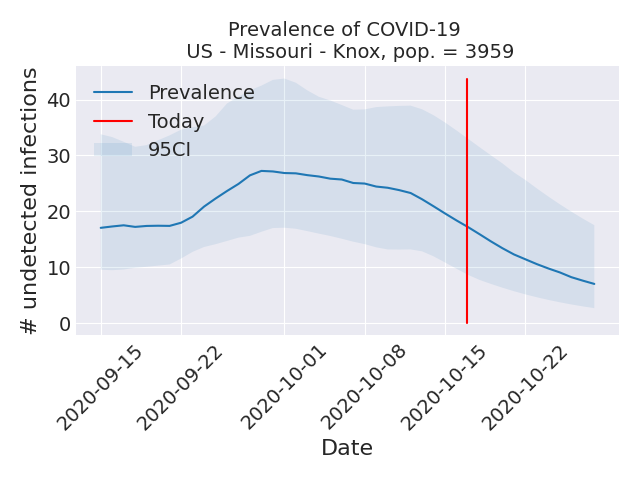 Prevalence of COVID-19
US - Missouri - Knox, pop. = 3959
# undetected infections
40
30
20
10
0
Prevalence
Today
95CI
2020-09-15
2020-09-22
2020-10-01
2020-10-08
2020-10-15
2020-10-22
Date